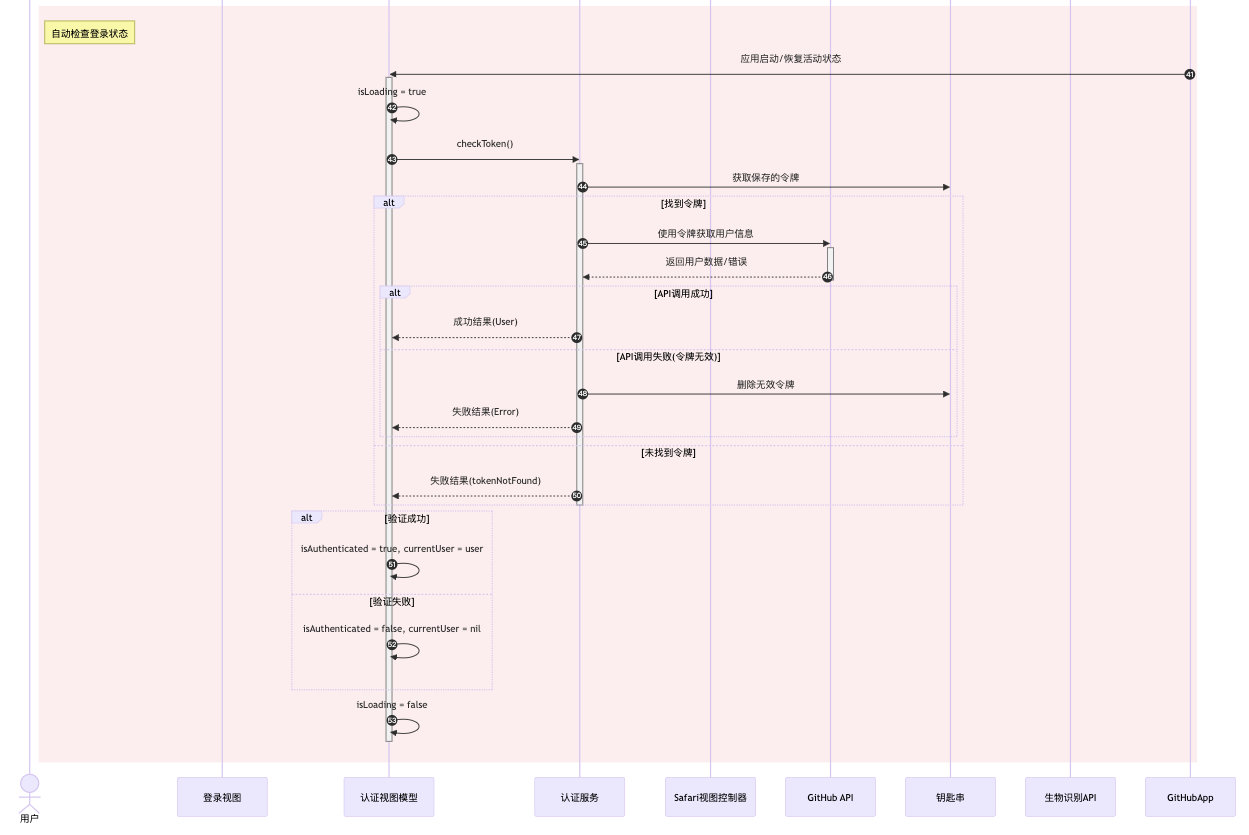 自动检查登录状态
应用启动/恢复活动状态
41
isLoading = true
42
checkToken()
43
获取保存的令牌
44
alt
[找到令牌]
使用令牌获取用户信息
45
返回用户数据/错误
46
alt
[API调用成功]
成功结果(User)
47
[API调用失败(令牌无效)]
删除无效令牌
48
失败结果(Error)
49
[未找到令牌]
失败结果(tokenNotFound)
50
alt
[验证成功]
isAuthenticated = true, currentUser = user
51
[验证失败]
isAuthenticated = false, currentUser = nil
52
isLoading = false
53
用户
登录视图
认证视图模型
认证服务
Safari视图控制器
GitHub API
钥匙串
生物识别API
GitHubApp